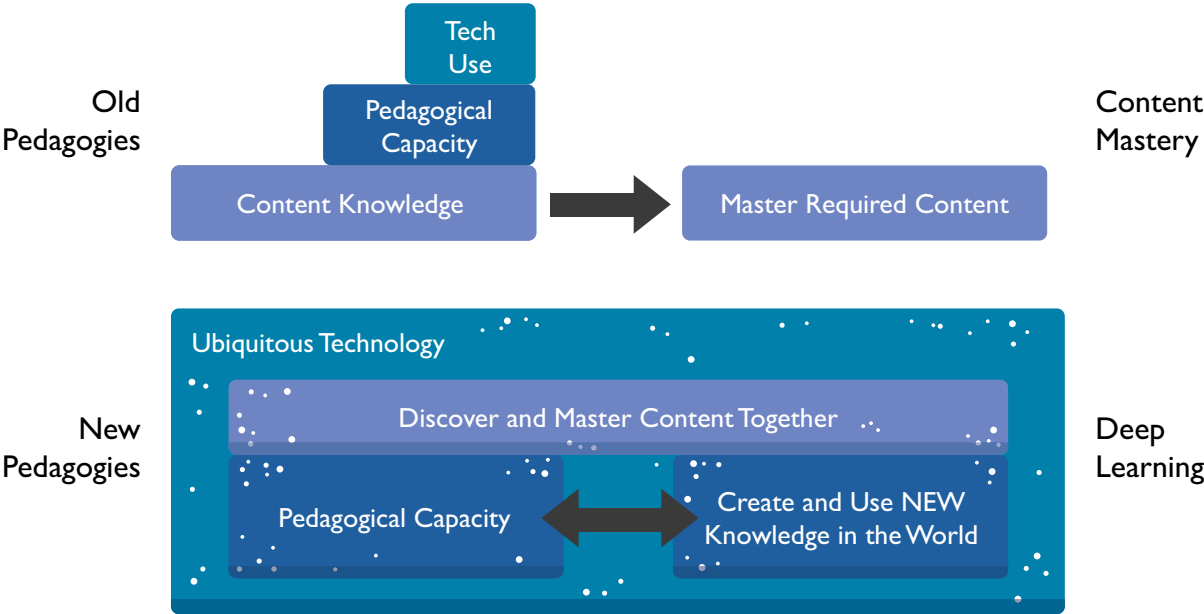 Tech
Use
Old
Pedagogies
Pedagogical
Capacity
Content
Mastery
Content Knowledge
Master Required Content
Ubiquitous Technology
Discover and Master Content Together
New
Pedagogies
Deep
Learning
Pedagogical Capacity
Create and Use NEW
Knowledge in the World